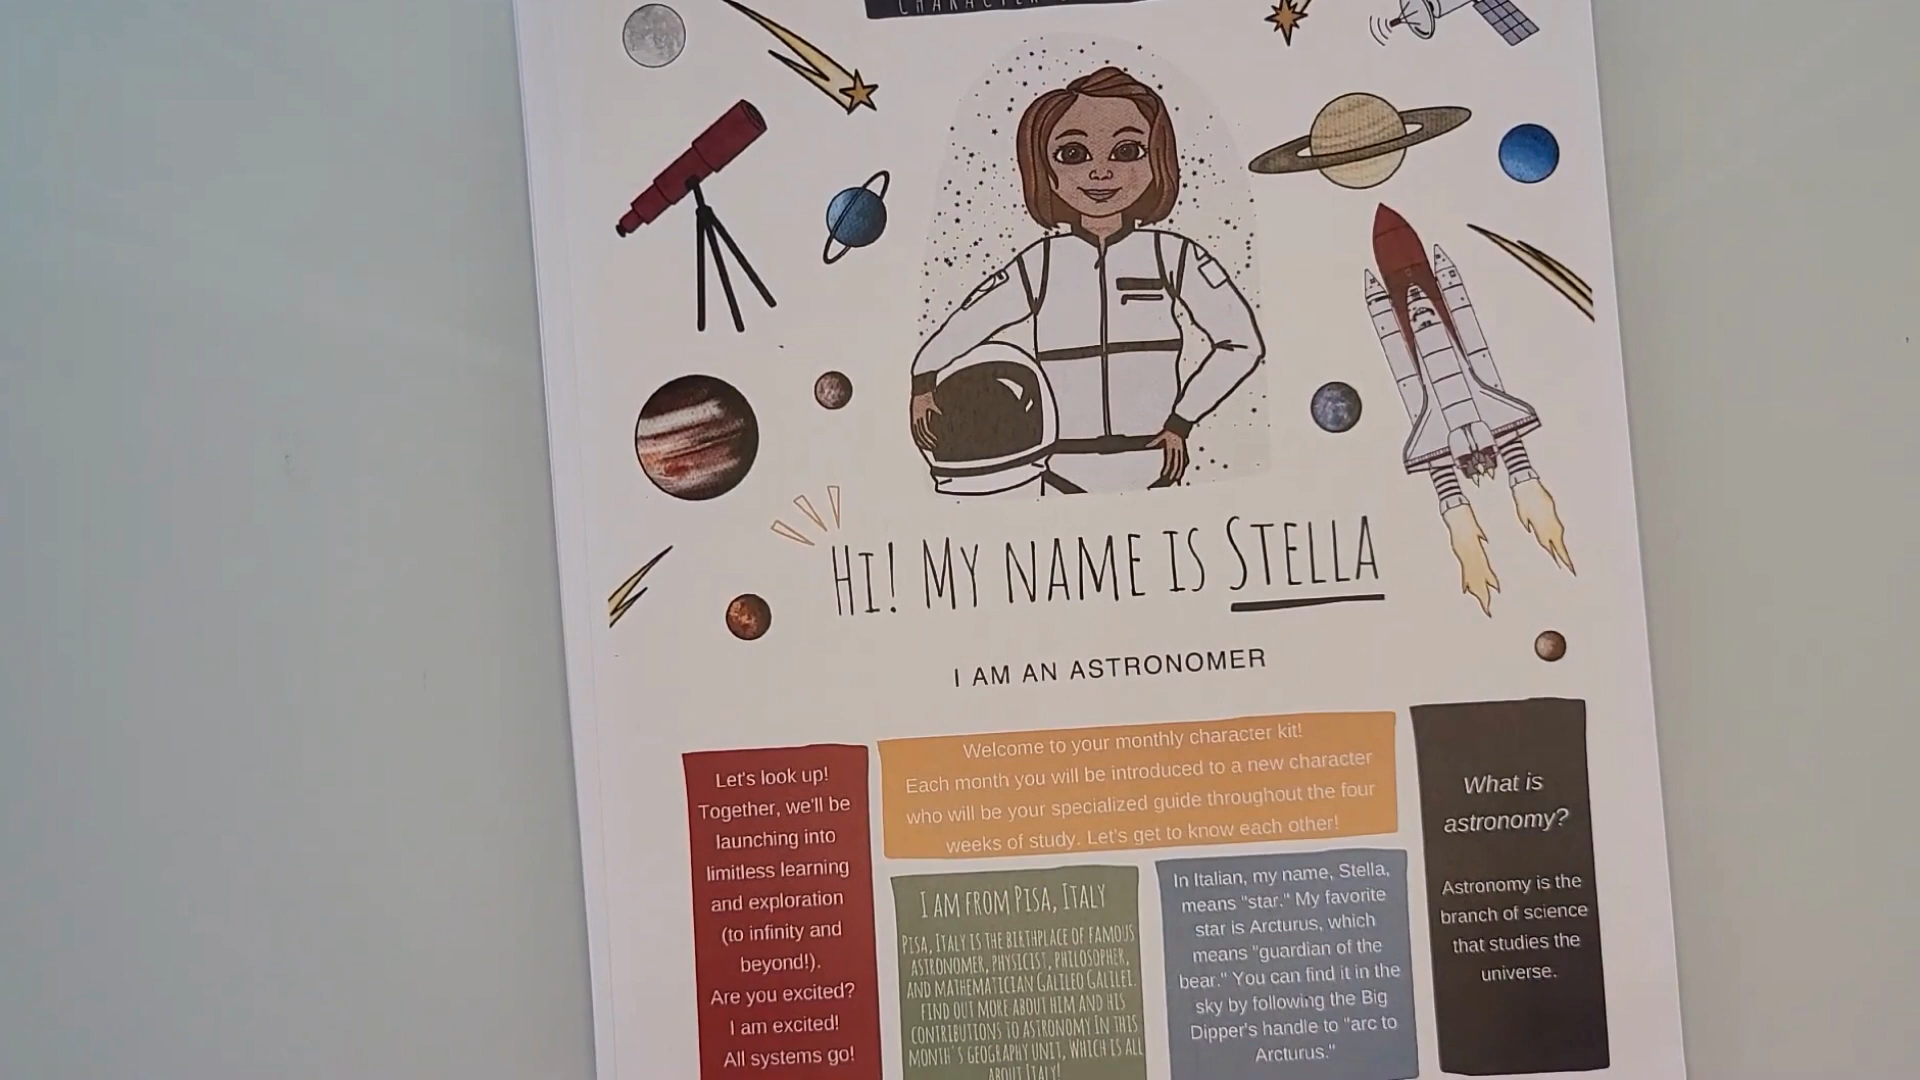 Hi! My name is Stella
I AM AN ASTRONOMER
Let's look up!
Together, we'll be
launching into
limitless learning
and exploration
(to infinity and
beyond!).
Are you excited?
I am excited!
All systems go!
Welcome to your monthly character kit!
Each month you will be introduced to a new character
who will be your specialized guide throughout the four
weeks of study. Let's get to know each other!
I am from Pisa, Italy
Pisa, Italy is the birthplace of famous
astronomer, physicist, philosopher,
and mathematician Galileo Galilei.
Find out more about him and his
contributions to astronomy in this
month's geography unit, which is all
about Italy!
In Italian, my name, Stella,
means "star." My favorite
star is Arcturus, which
means "guardian of the
bear." You can find it in the
sky by following the Big
Dipper's handle to "arc to
Arcturus."
What is
astronomy?
Astronomy is the
branch of science
that studies the
universe.